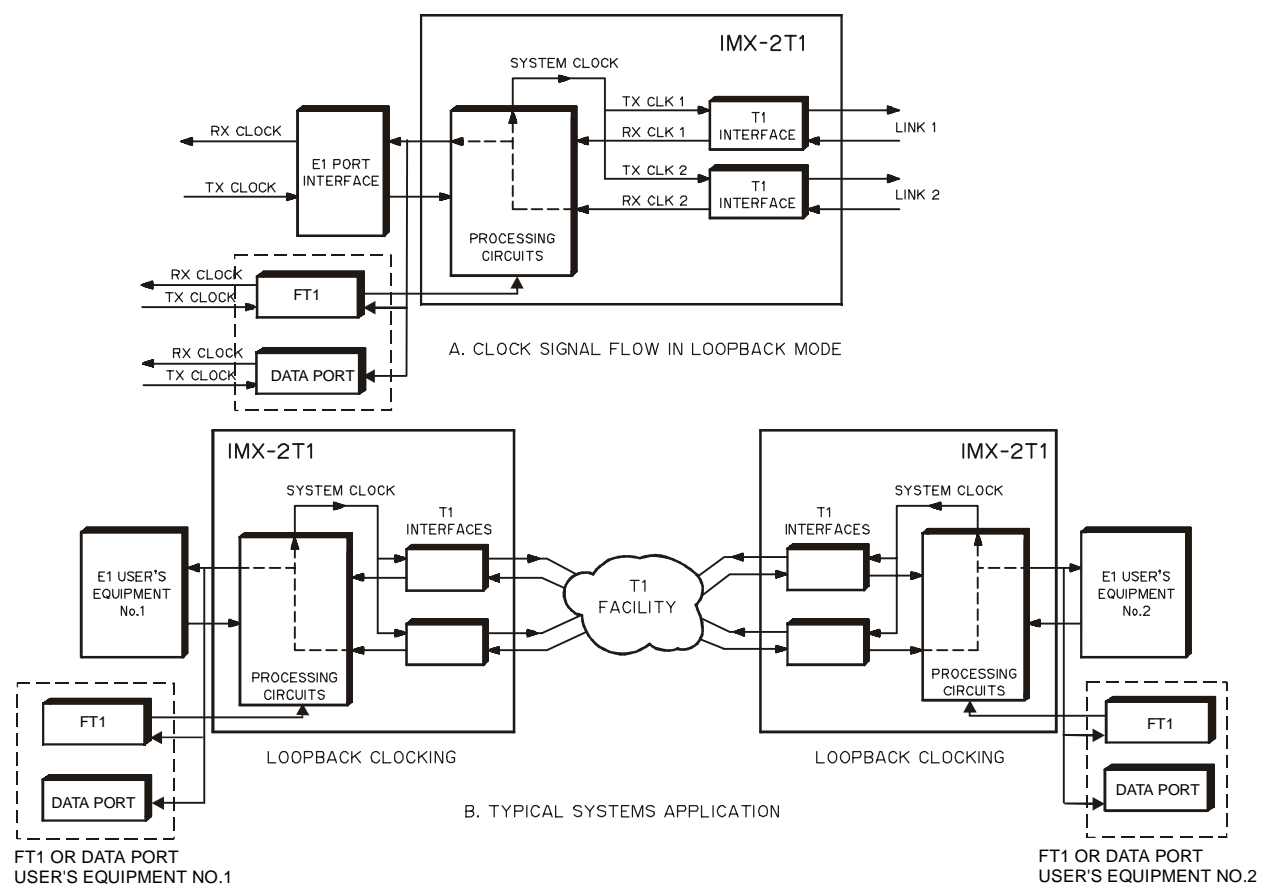 IMX-2T1
SYSTEM CLOCK
TX CLK 1
T1
INTERFACE
RX CLOCK
RX CLK 1
LINK 1
E1 PORT
INTERFACE
TX CLK 2
T1
INTERFACE
TX CLOCK
RX CLK 2
LINK 2
PROCESSING
CIRCUITS
RX CLOCK
FT1
TX CLOCK
A. CLOCK SIGNAL FLOW IN LOOPBACK MODE
RX CLOCK
DATA PORT
TX CLOCK
IMX-2T1
SYSTEM CLOCK
T1
INTERFACES
E1 USER'S
EQUIPMENT
No.1
PROCESSING
CIRCUITS
FT1
LOOPBACK CLOCKING
DATA PORT
FT1 OR DATA PORT
USER'S EQUIPMENT NO.1
T1
FACILITY
IMX-2T1
SYSTEM CLOCK
T1
INTERFACES
E1 USER'S
EQUIPMENT
No.2
PROCESSING
CIRCUITS
FT1
LOOPBACK CLOCKING
DATA PORT
B. TYPICAL SYSTEMS APPLICATION
FT1 OR DATA PORT
USER'S EQUIPMENT NO.2